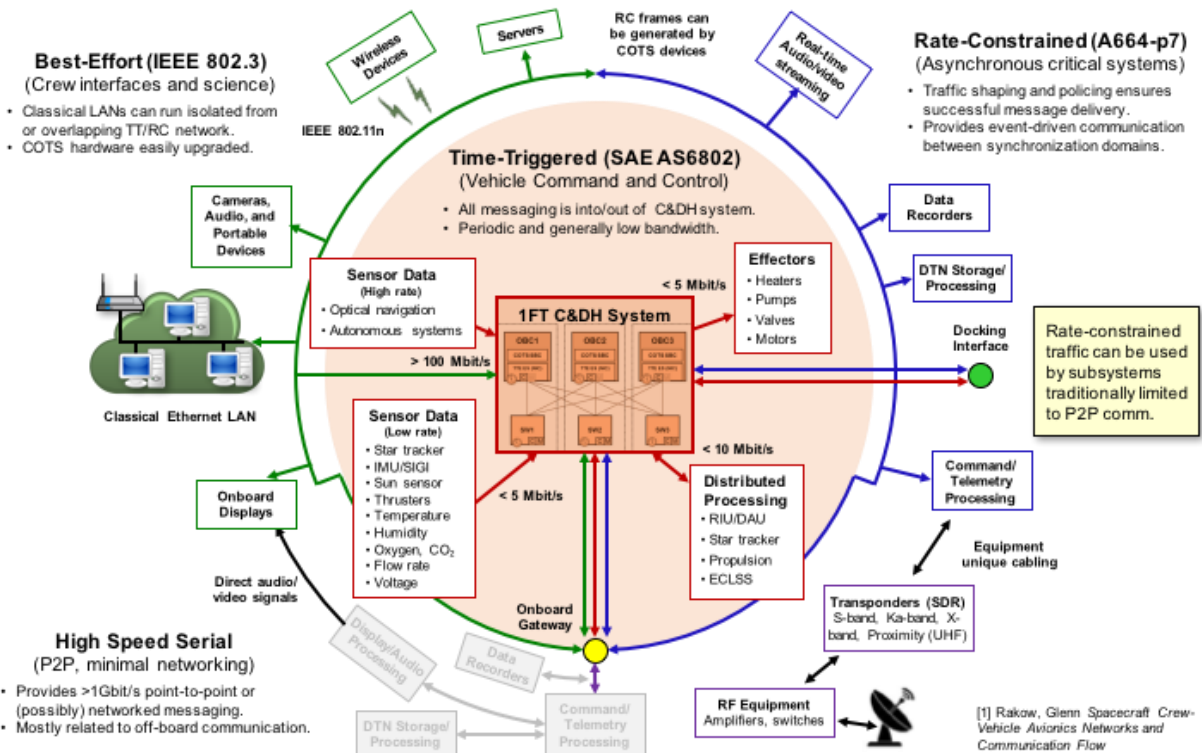 Best-Effort (IEEE 802.3)
(Crew interfaces and science)
• Classical LANs can run isolated from
or overlapping TT/RC network.
• COTS hardware easily upgraded.
Wireless
Devices
IEEE 802.11n
Servers
RC frames can
be generated by
COTS devices
Real-time
Audio/video
streaming
Rate-Constrained (A664-p7)
(Asynchronous critical systems)
• Traffic shaping and policing ensures
successful message delivery.
• Provides event-driven communication
between synchronization domains.
Time-Triggered (SAE AS6802)
(Vehicle Command and Control)
• All messaging is into/out of C&DH system.
• Periodic and generally low bandwidth.
Cameras,
Audio, and
Portable
Devices
Data
Recorders
DTN Storage/
Processing
Sensor Data
(High rate)
• Optical navigation
• Autonomous systems
Effectors
• Heaters
• Pumps
• Valves
• Motors
< 5 Mbit/s
1FT C&DH System
OBC1
OBC2
OBC3
COTS SBC
COTS SBC
COTS SBC
SW1
SW2
SW3
> 100 Mbit/s
Classical Ethernet LAN
Docking
Interface
Rate-constrained
traffic can be used
by subsystems
traditionally limited
to P2P comm.
Sensor Data
(Low rate)
• Star tracker
• IMU/SIGI
• Sun sensor
• Thrusters
• Temperature
• Humidity
• Oxygen, CO₂
• Flow rate
• Voltage
< 5 Mbit/s
< 10 Mbit/s
Distributed
Processing
• RIU/DAU
• Star tracker
• Propulsion
• ECLSS
Onboard
Displays
Command/
Telemetry
Processing
Equipment
unique cabling
Direct audio/
video signals
Onboard
Gateway
Transponders (SDR)
S-band, Ka-band, X-
band, Proximity (UHF)
High Speed Serial
(P2P, minimal networking)
• Provides >1Gbit/s point-to-point or
(possibly) networked messaging.
• Mostly related to off-board communication.
Display/Audio
Processing
Data
Recorders
DTN Storage/
Processing
Command/
Telemetry
Processing
RF Equipment
Amplifiers, switches
[1] Rakow, Glenn Spacecraft Crew-
Vehicle Avionics Networks and
Communication Flow